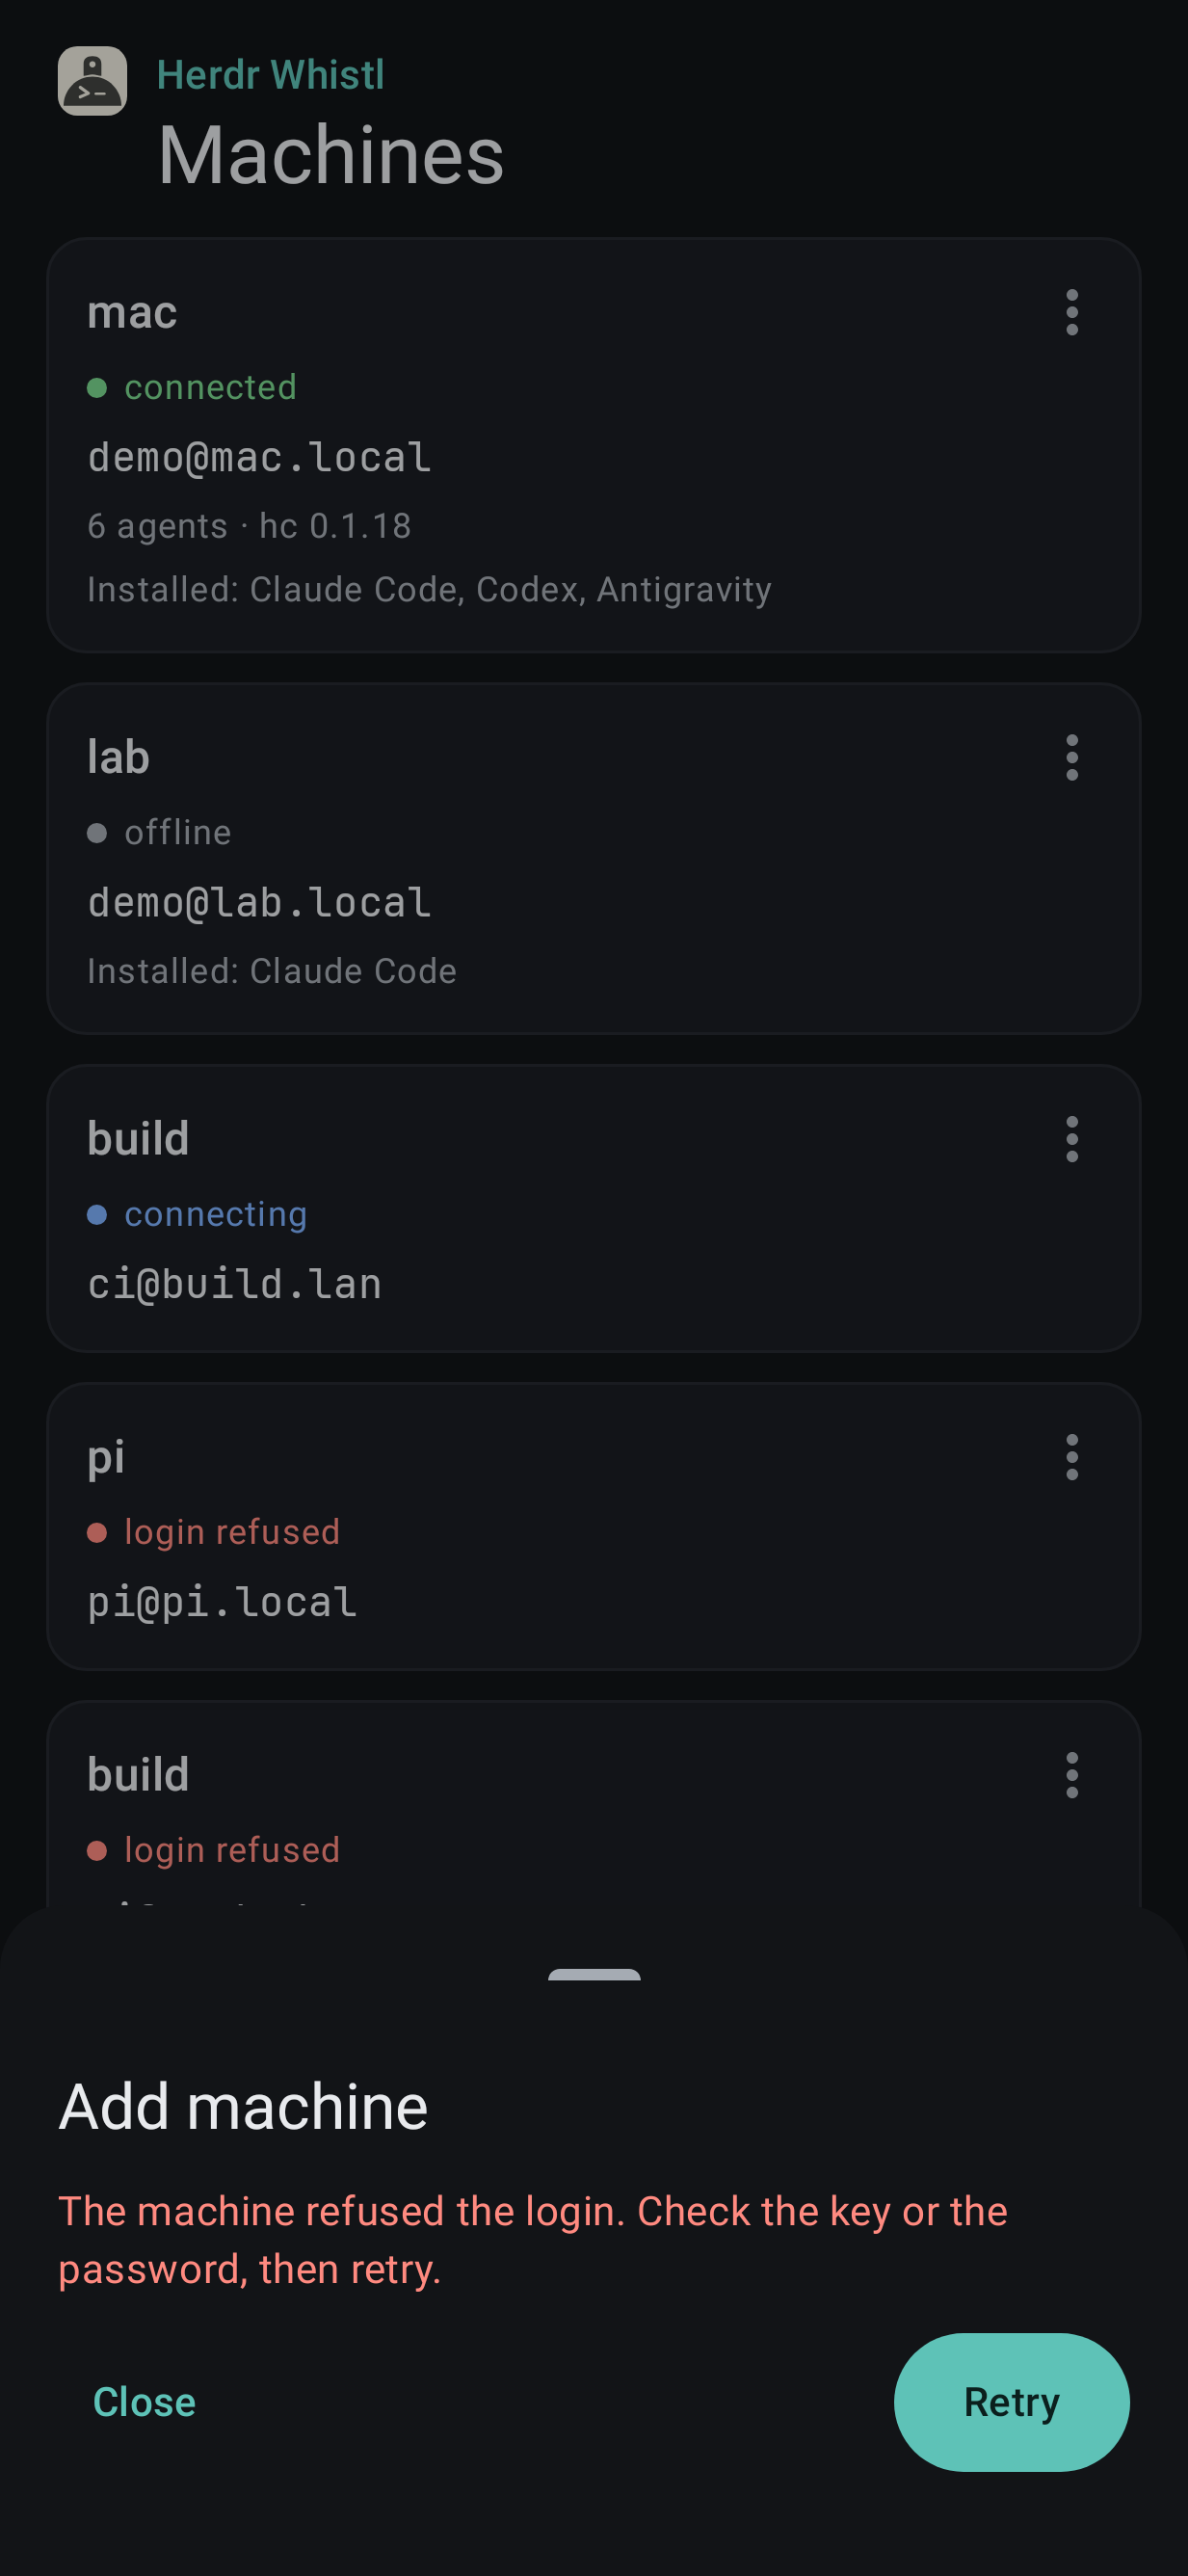 Herdr Whistl
Machines
mac
connected
demo@mac.local
6 agents · hc 0.1.18
Installed: Claude Code, Codex, Antigravity
lab
offline
demo@lab.local
Installed: Claude Code
build
connecting
ci@build.lan
pi
login refused
pi@pi.local
build
login refused
Add machine
The machine refused the login. Check the key or the
password, then retry.
Close
Retry